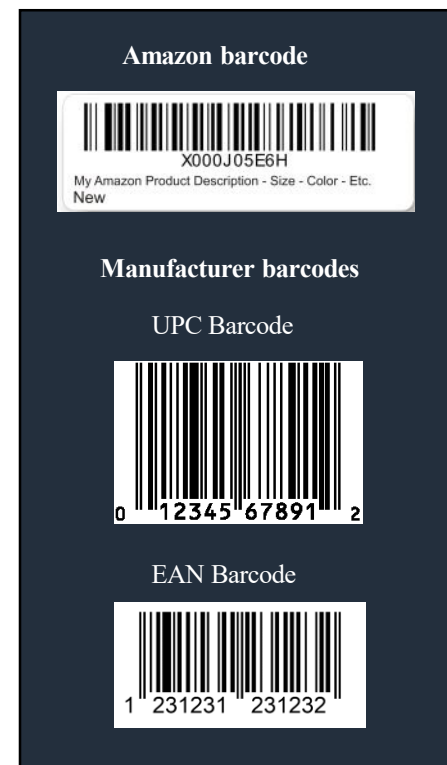 Amazon barcode
X000J05E6H
My Amazon Product Description - Size - Color - Etc.
New
Manufacturer barcodes
UPC Barcode
0 12345 67891 2
EAN Barcode
1 231231 231232